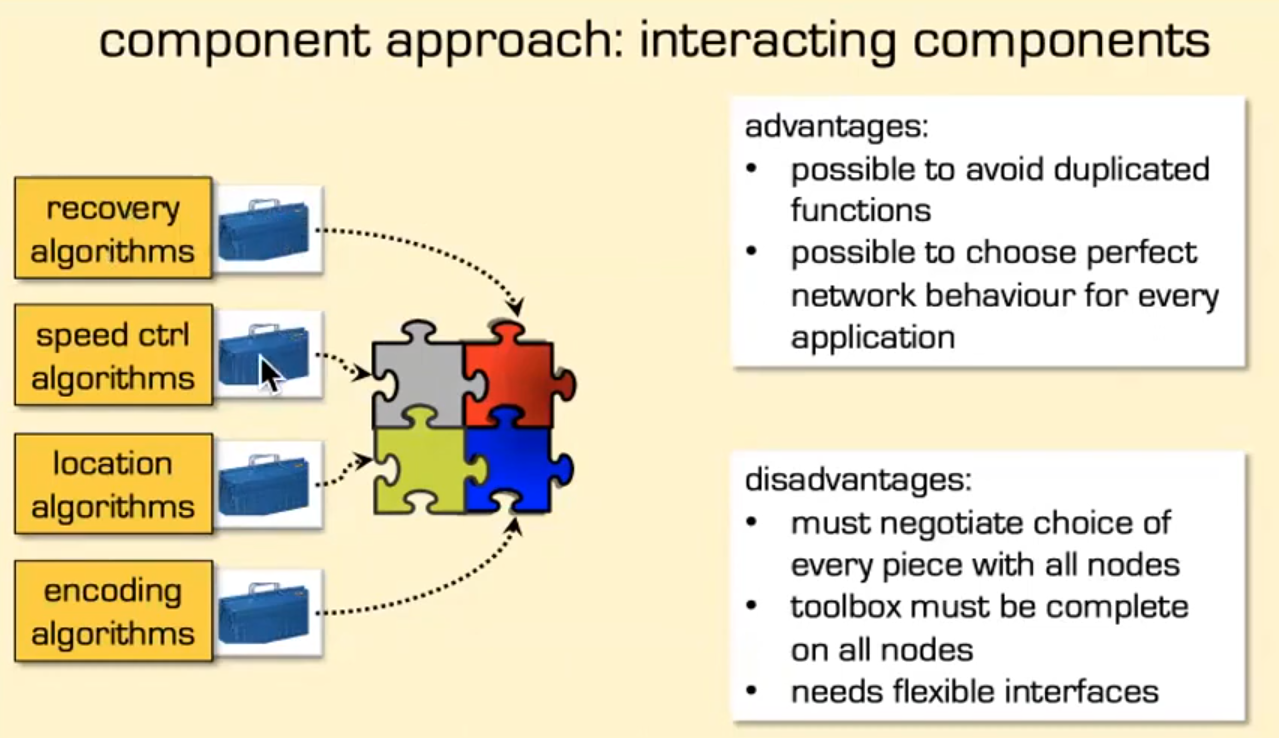 component approach: interacting components
recovery
algorithms
speed ctrl
algorithms
location
algorithms
encoding
algorithms
advantages:
• possible to avoid duplicated
functions
• possible to choose perfect
network behaviour for every
application
disadvantages:
• must negotiate choice of
every piece with all nodes
• toolbox must be complete
on all nodes
• needs flexible interfaces